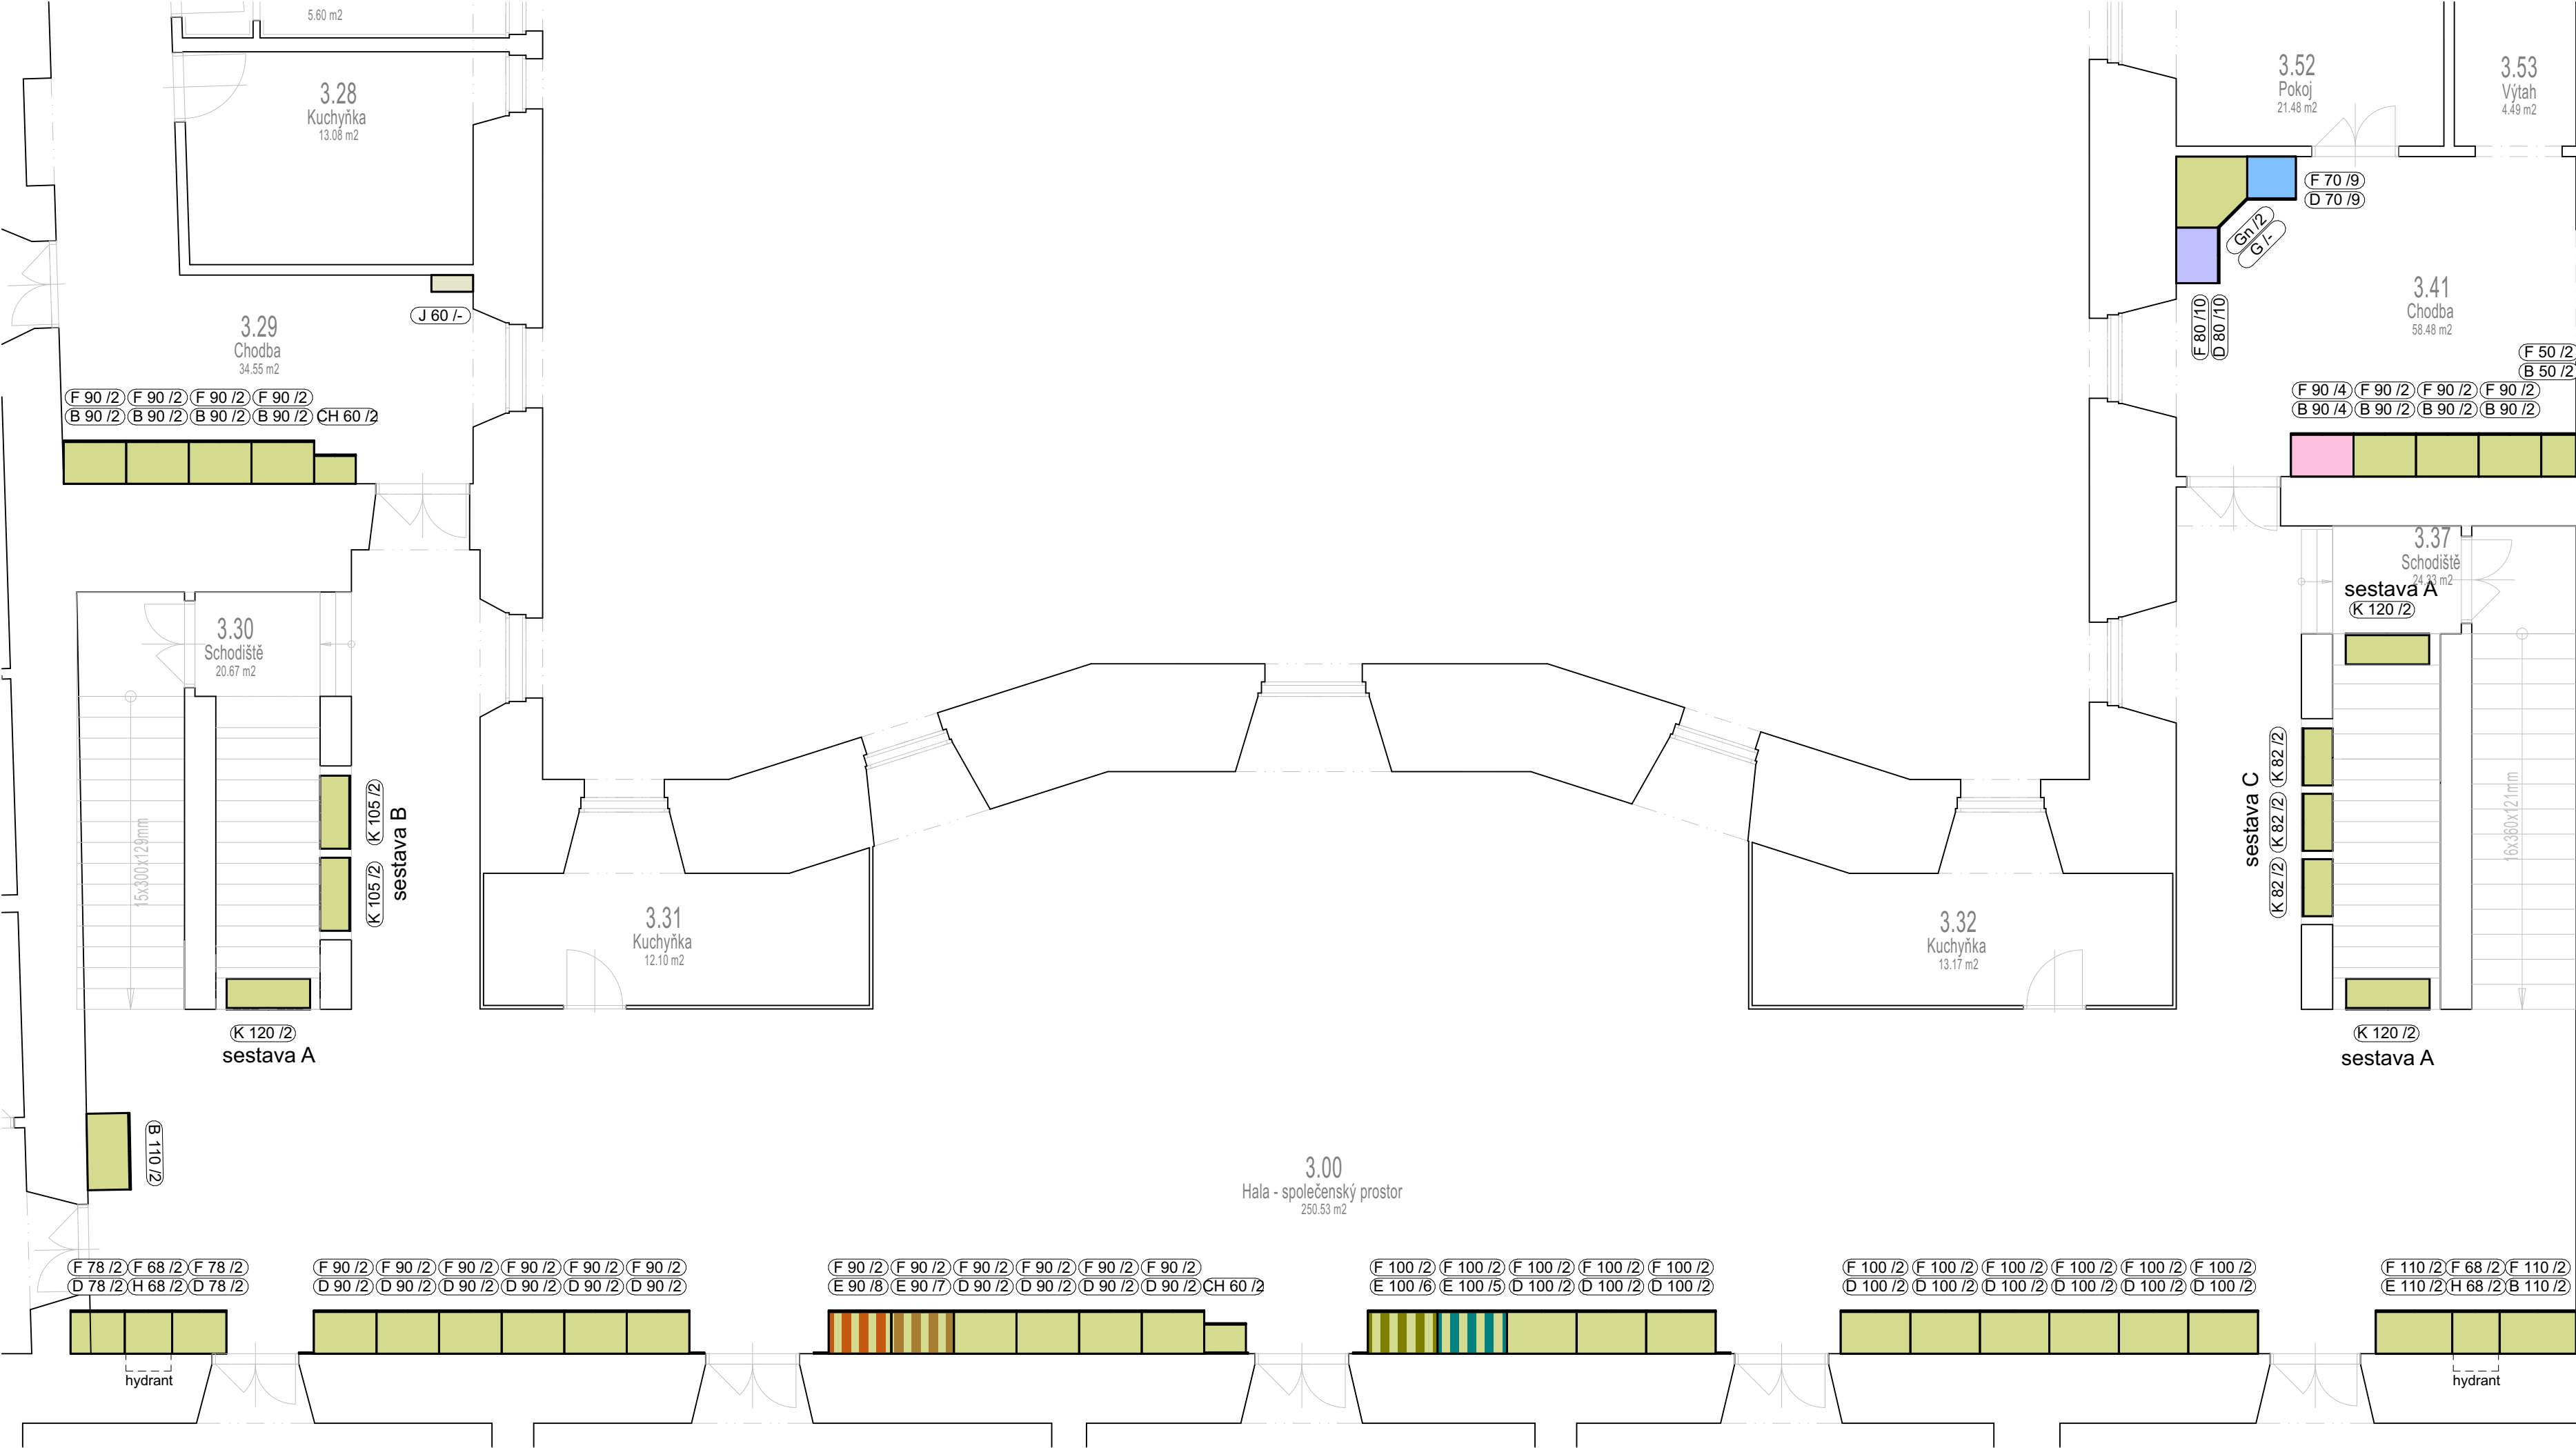 5.60 m2
3.28
Kuchyňka
13.08 m2
3.52
Pokoj
21.48 m2
3.53
Výtah
4.49 m2
F 70 /9
D 70 /9
Gn /2
G /-
F 80 /10
D 80 /10
3.41
Chodba
58.48 m2
J 60 /-
3.29
Chodba
34.55 m2
F 90 /2 F 90 /2 F 90 /2 F 90 /2
B 90 /2 B 90 /2 B 90 /2 B 90 /2 CH 60 /2
F 50 /2
B 50 /2
F 90 /4 F 90 /2 F 90 /2 F 90 /2
B 90 /4 B 90 /2 B 90 /2 B 90 /2
3.37
Schodiště
24.33 m2
sestava A
K 120 /2
3.30
Schodiště
20.67 m2
15x300x129mm
K 105 /2
K 105 /2
sestava B
K 82 /2
K 82 /2
K 82 /2
sestava C
16x360x121mm
3.31
Kuchyňka
12.10 m2
3.32
Kuchyňka
13.17 m2
K 120 /2
sestava A
K 120 /2
sestava A
B 110 /2
3.00
Hala - společenský prostor
250.53 m2
F 78 /2 F 68 /2 F 78 /2
D 78 /2 H 68 /2 D 78 /2
hydrant
F 90 /2 F 90 /2 F 90 /2 F 90 /2 F 90 /2 F 90 /2
D 90 /2 D 90 /2 D 90 /2 D 90 /2 D 90 /2 D 90 /2
F 90 /2 F 90 /2 F 90 /2 F 90 /2 F 90 /2 F 90 /2
E 90 /8 E 90 /7 D 90 /2 D 90 /2 D 90 /2 D 90 /2 CH 60 /2
F 100 /2 F 100 /2 F 100 /2 F 100 /2 F 100 /2
E 100 /6 E 100 /5 D 100 /2 D 100 /2 D 100 /2
F 100 /2 F 100 /2 F 100 /2 F 100 /2 F 100 /2 F 100 /2
D 100 /2 D 100 /2 D 100 /2 D 100 /2 D 100 /2 D 100 /2
F 110 /2 F 68 /2 F 110 /2
E 110 /2 H 68 /2 B 110 /2
hydrant